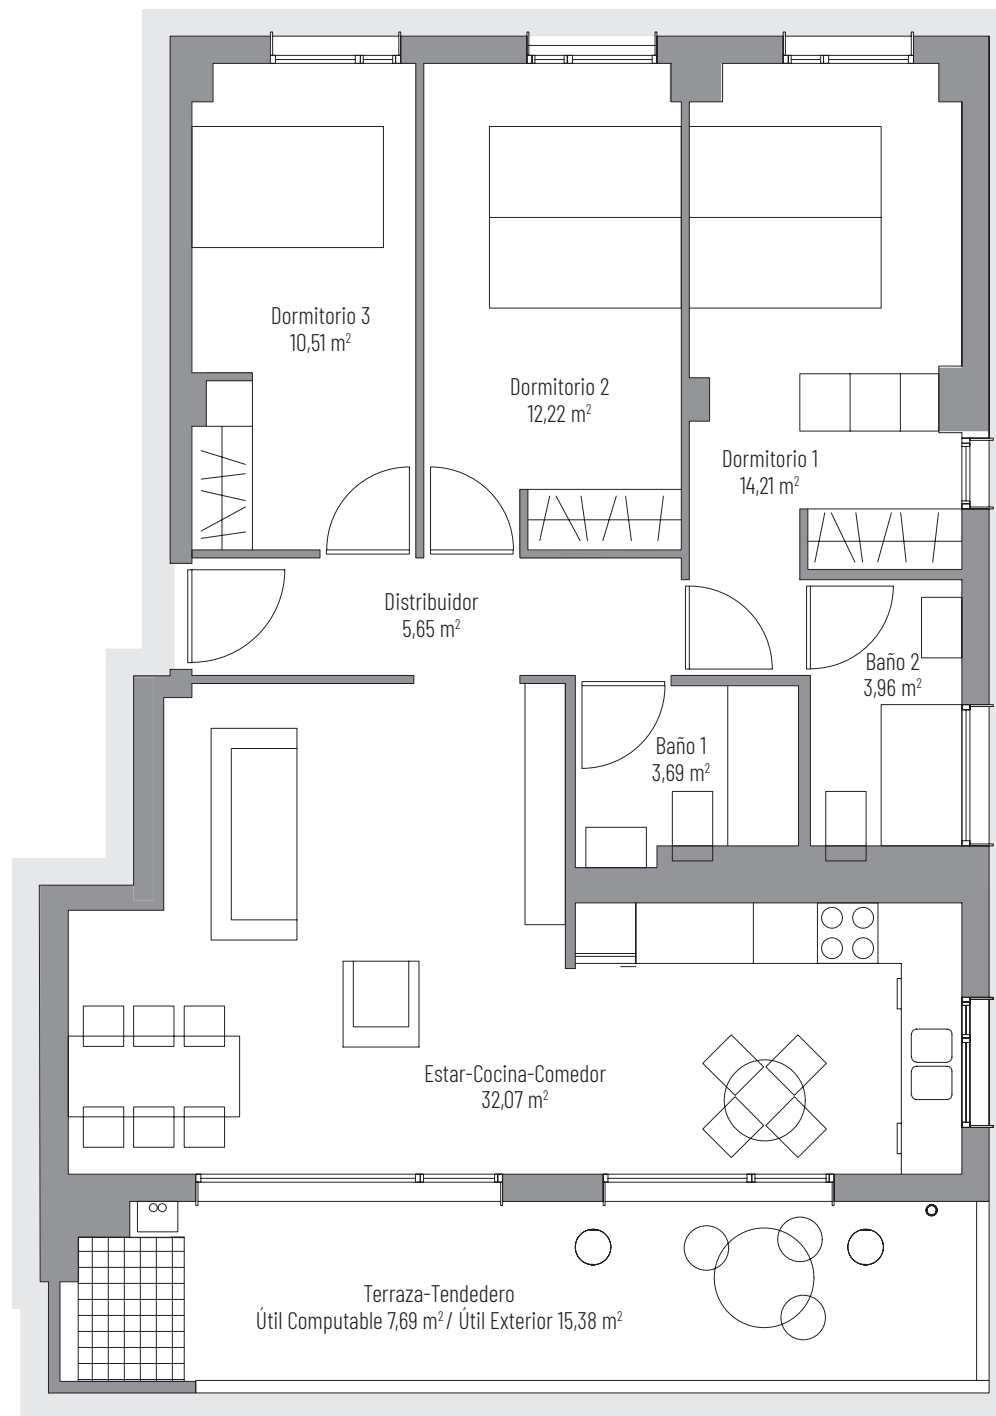 Dormitorio 3
10,51 m²
Dormitorio 2
12,22 m²
Dormitorio 1
14,21 m²
Distribuidor
5,65 m²
Baño 2
3,96 m²
Baño 1
3,69 m²
Estar-Cocina-Comedor
32,07 m²
Terraza-Tendedero
Útil Computable 7,69 m² / Útil Exterior 15,38 m²